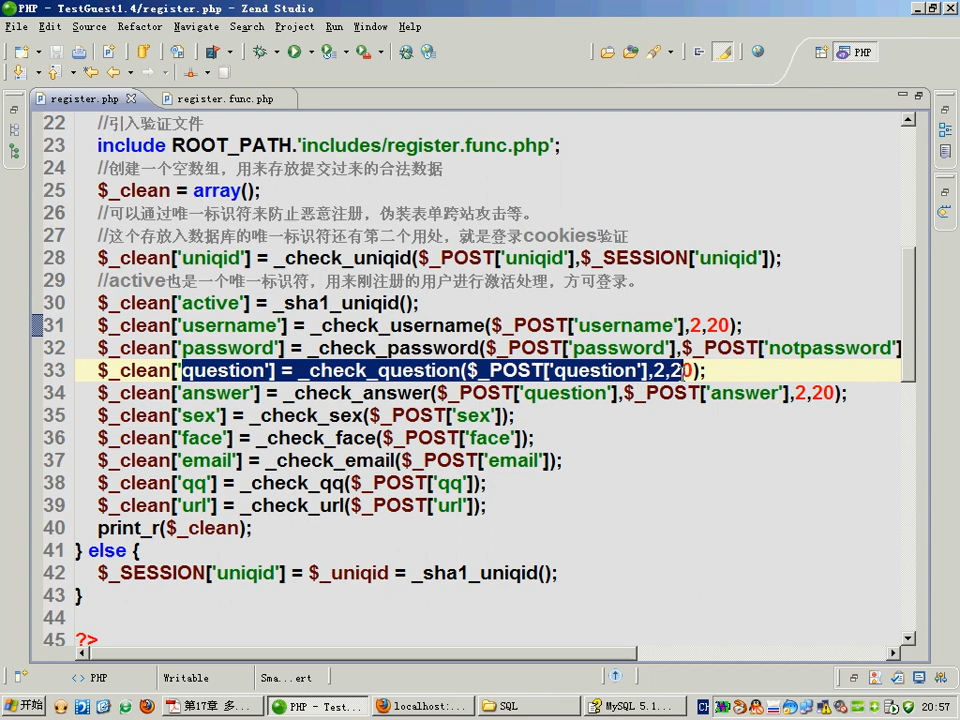 PHP - TestGuest1.4/register.php - Zend Studio
File Edit Source Refactor Navigate Search Project Run Window Help
PHP
register.php register.func.php
22 //引入验证文件
23 include ROOT_PATH.'includes/register.func.php';
24 //创建一个空数组，用来存放提交过来的合法数据
25 $_clean = array();
26 //可以通过唯一标识符来防止恶意注册，伪装表单跨站攻击等。
27 //这个存放入数据库的唯一标识符还有第二个用处，就是登录cookies验证
28 $_clean['uniqid'] = _check_uniqid($_POST['uniqid'],$_SESSION['uniqid']);
29 //active也是一个唯一标识符，用来刚注册的用户进行激活处理，方可登录。
30 $_clean['active'] = _sha1_uniqid();
31 $_clean['username'] = _check_username($_POST['username'],2,20);
32 $_clean['password'] = _check_password($_POST['password'],$_POST['notpassword']
33 $_clean['question'] = _check_question($_POST['question'],2,20);
34 $_clean['answer'] = _check_answer($_POST['question'],$_POST['answer'],2,20);
35 $_clean['sex'] = _check_sex($_POST['sex']);
36 $_clean['face'] = _check_face($_POST['face']);
37 $_clean['email'] = _check_email($_POST['email']);
38 $_clean['qq'] = _check_qq($_POST['qq']);
39 $_clean['url'] = _check_url($_POST['url']);
40 print_r($_clean);
41 } else {
42 $_SESSION['uniqid'] = $_uniqid = _sha1_uniqid();
43 }
44
45 ?>
PHP Writable Sma...ert
开始 第17章 多... PHP - Test... localhost:... SQL MySQL 5.1... CH 20:57